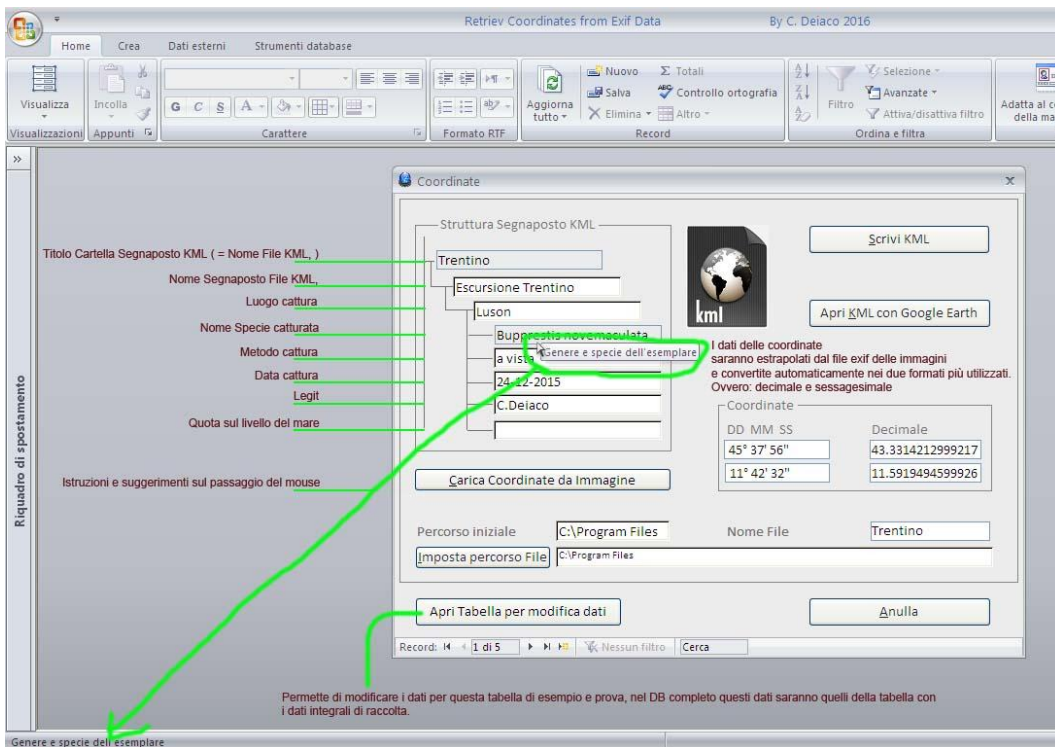 Retriev Coordinates from Exif Data By C. Deiaco 2016
Home Crea Dati esterni Strumenti database
Visualizza
Incolla
G C S A
Aggiorna tutto
Nuovo
Salva
Elimina
Σ Totali
Controllo ortografia
Altro
Filtro
Selezione
Avanzate
Attiva/disattiva filtro
Adatta al
della ma
Visualizzazioni Appunti Carattere Formato RTF Record Ordina e filtra
»
Riquadro di spostamento
Coordinate x
Struttura Segnaposto KML
Titolo Cartella Segnaposto KML ( = Nome File KML, )
Trentino
Nome Segnaposto File KML,
Escursione Trentino
Luogo cattura
Luson
Nome Specie catturata
Bupprestis novemaculata
Genere e specie dell'esemplare
Metodo cattura
a vista
Data cattura
24-12-2015
Legit
C.Deiaco
Quota sul livello del mare
Istruzioni e suggerimenti sul passaggio del mouse
kml
Scrivi KML
Apri KML con Google Earth
I dati delle coordinate
saranno estrapolati dal file exif delle immagini
e convertite automaticamente nei due formati più utilizzati.
Ovvero: decimale e sessagesimale
Coordinate
DD MM SS Decimale
45° 37' 56" 43.3314212999217
11° 42' 32" 11.5919494599926
Carica Coordinate da Immagine
Percorso iniziale C:\Program Files Nome File Trentino
Imposta percorso File C:\Program Files
Apri Tabella per modifica dati Anulla
Record: 1 di 5 Nessun filtro Cerca
Permette di modificare i dati per questa tabella di esempio e prova, nel DB completo questi dati saranno quelli della tabella con
i dati integrali di raccolta.
Genere e specie dell'esemplare